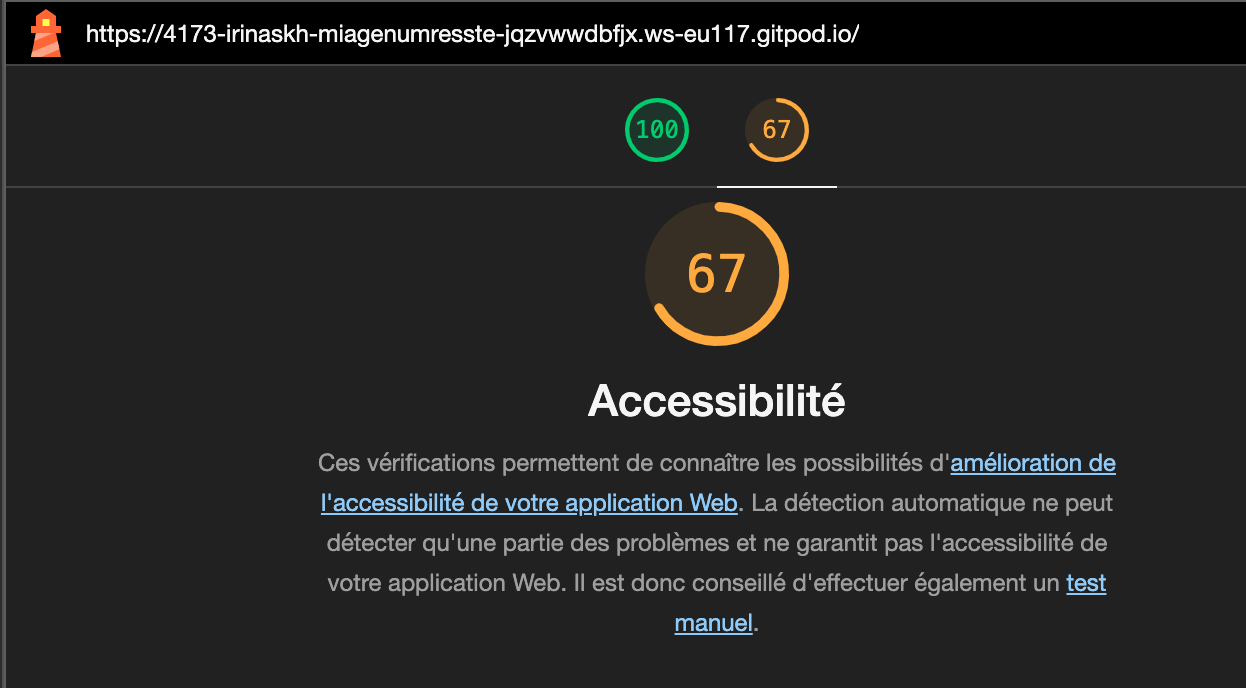 https://4173-irinaskh-miagenumresste-jqzvwwdbfjx.ws-eu117.gitpod.io/
100
67
67
Accessibilité
Ces vérifications permettent de connaître les possibilités d'amélioration de
l'accessibilité de votre application Web. La détection automatique ne peut
détecter qu'une partie des problèmes et ne garantit pas l'accessibilité de
votre application Web. Il est donc conseillé d'effectuer également un test
manuel.